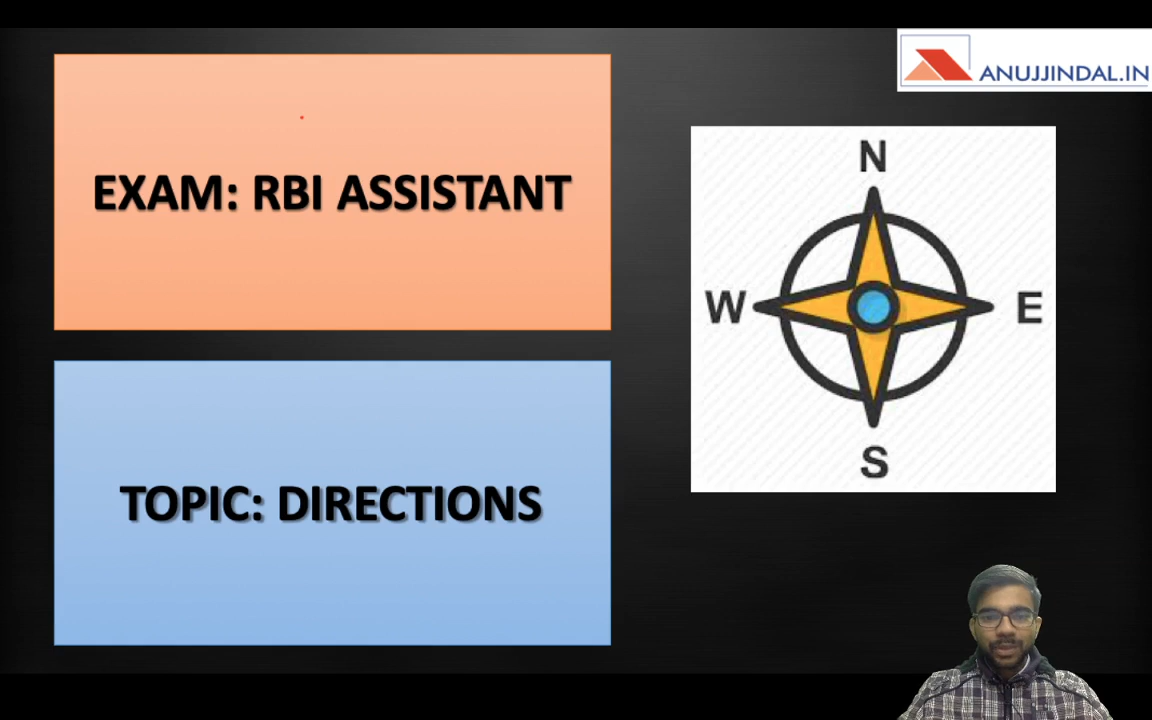 ANUJJINDAL.IN
EXAM: RBI ASSISTANT
TOPIC: DIRECTIONS
N
W
E
S